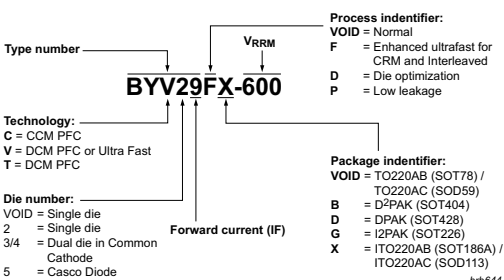 Process indentifier:
VOID = Normal
F = Enhanced ultrafast for
CRM and Interleaved
D = Die optimization
P = Low leakage
Type number
VRRM
BYV29FX-600
Technology:
C = CCM PFC
V = DCM PFC or Ultra Fast
T = DCM PFC
Die number:
VOID = Single die
2 = Single die
3/4 = Dual die in Common
Cathode
5 = Casco Diode
Forward current (IF)
Package indentifier:
VOID = TO220AB (SOT78) /
TO220AC (SOD59)
B = D2PAK (SOT404)
D = DPAK (SOT428)
G = I2PAK (SOT226)
X = ITO220AB (SOT186A) /
ITO220AC (SOD113)